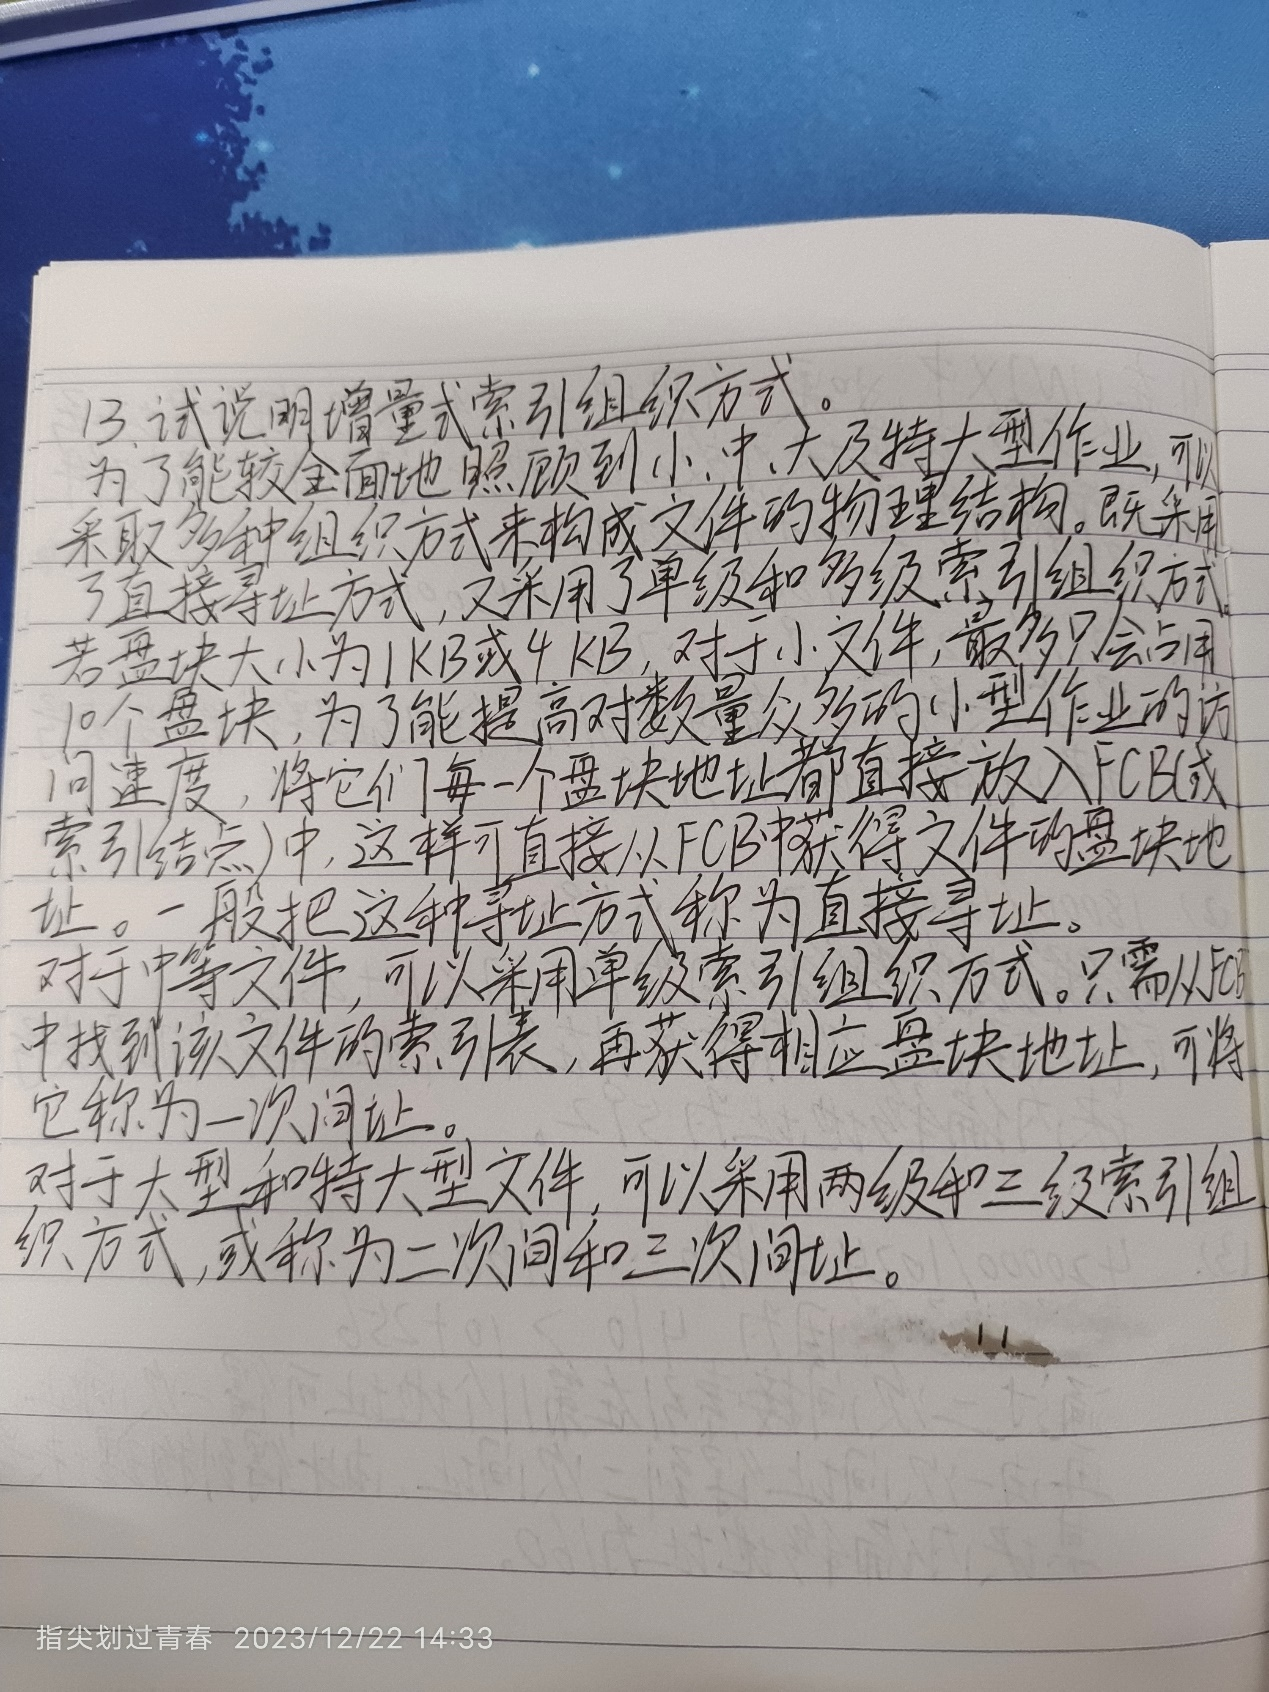 13.试说明增量式索引组织方式。
为了能较全面地照顾到小、中、大及特大型作业,可以
采取多种组织方式来构成文件的物理结构。既采用
了直接寻址方式,又采用了单级和多级索引组织方式。
若盘块大小为1KB或4KB,对于小文件,最多只会占用
10个盘块,为了能提高对数量众多的小型作业的访
问速度,将它们每一个盘块地址都直接放入FCB(或
索引结点)中,这样可直接从FCB中获得文件的盘块地
址。一般把这种寻址方式称为直接寻址。
对于中等文件,可以采用单级索引组织方式。只需从FCB
中找到该文件的索引表,再获得相应盘块地址,可将
它称为一次间址。
对于大型和特大型文件,可以采用两级和三级索引组
织方式,或称为二次间和三次间址。
指尖划过青春 2023/12/22 14:33